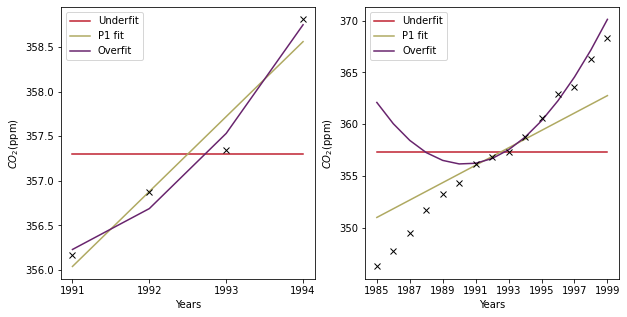 Underfit
P1 fit
Overfit
358.5
358.0
357.5
357.0
356.5
356.0
CO2(ppm)
1991 1992 1993 1994
Years
Underfit
P1 fit
Overfit
370
365
360
355
350
CO2(ppm)
1985 1987 1989 1991 1993 1995 1997 1999
Years